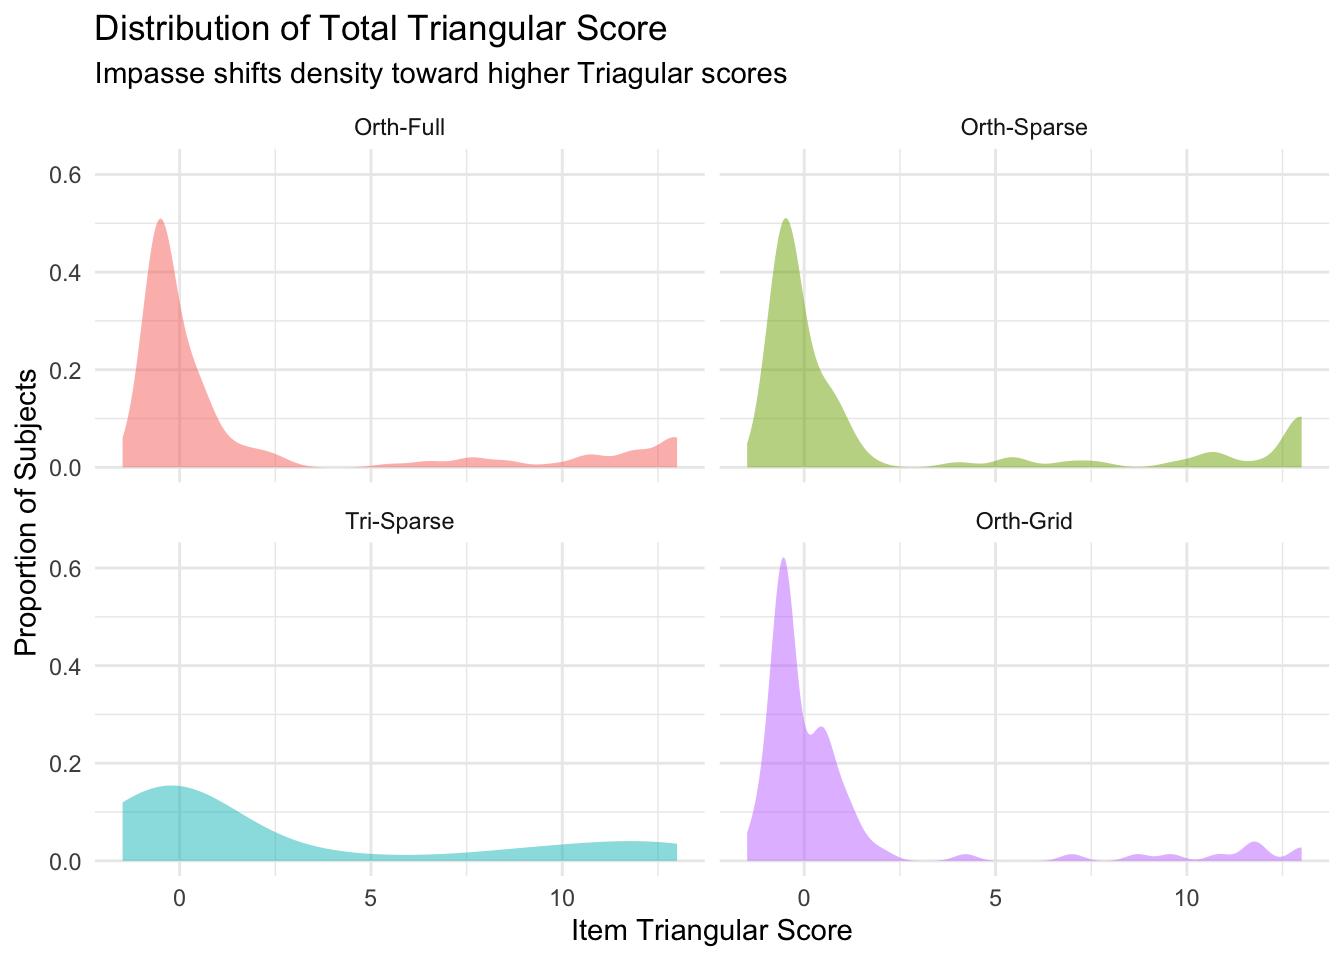 Distribution of Total Triangular Score
Impasse shifts density toward higher Triagular scores
Orth-Full
Orth-Sparse
0.6
0.4
0.2
0.0
Tri-Sparse
Orth-Grid
0.6
0.4
0.2
0.0
0 5 10
0 5 10
Item Triangular Score
Proportion of Subjects